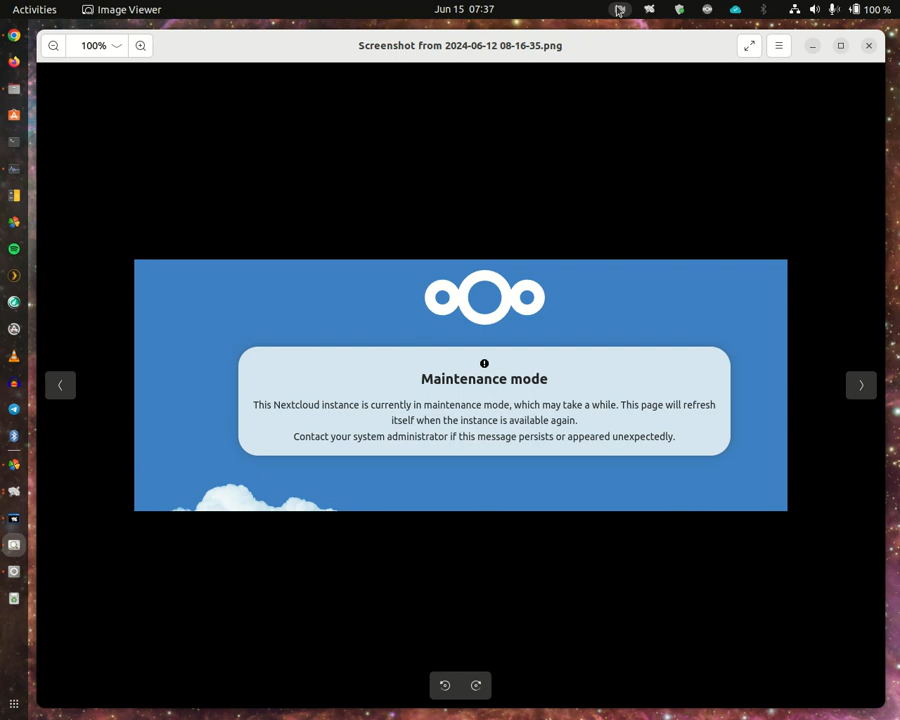 Activities
Image Viewer
Jun 15 07:37
100 %
100%
Screenshot from 2024-06-12 08-16-35.png
Maintenance mode
This Nextcloud instance is currently in maintenance mode, which may take a while. This page will refresh
itself when the instance is available again.
Contact your system administrator if this message persists or appeared unexpectedly.